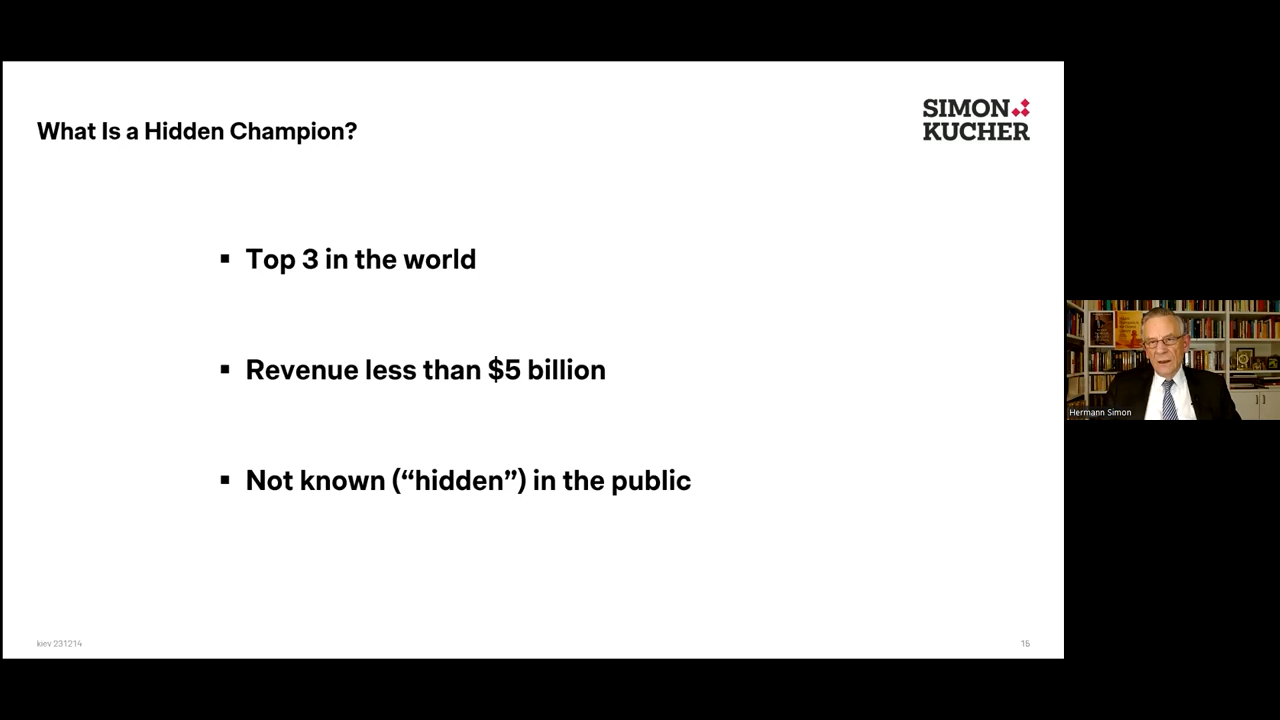 What Is a Hidden Champion?
SIMON
KUCHER
▪ Top 3 in the world
▪ Revenue less than $5 billion
▪ Not known (“hidden”) in the public
Hermann Simon
kiev 231214
15